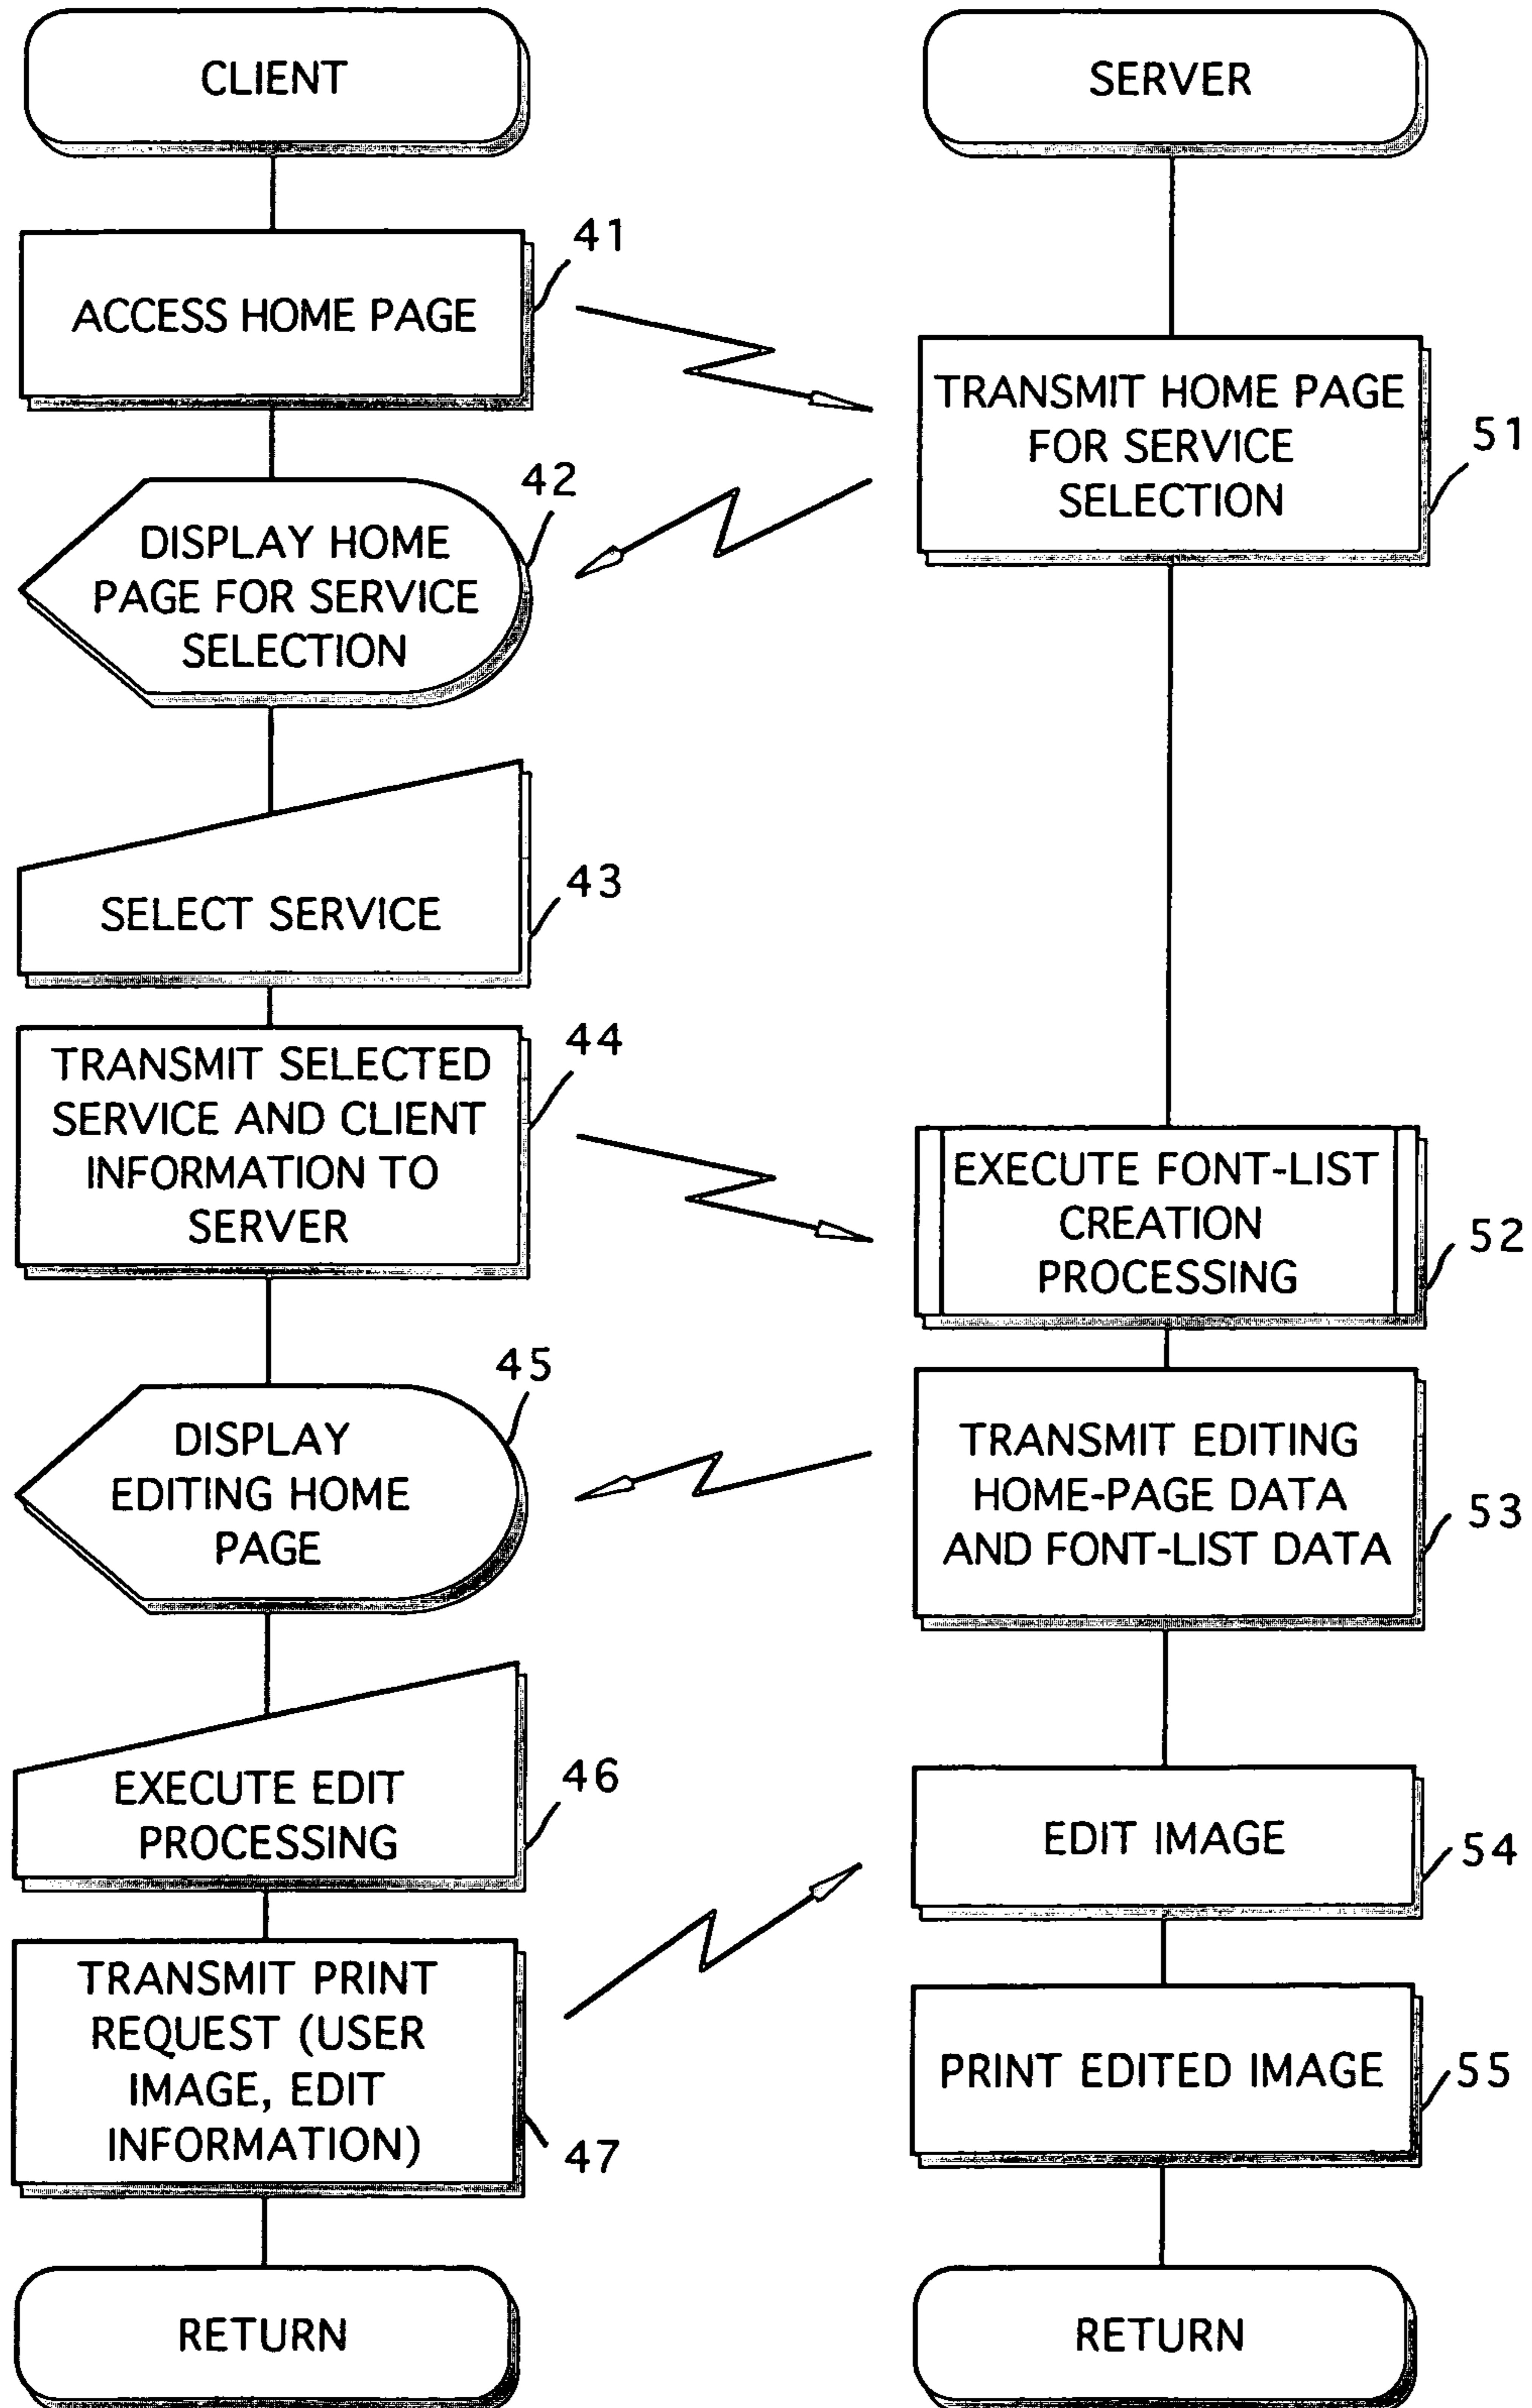 CLIENT
ACCESS HOME PAGE
41
DISPLAY HOME
PAGE FOR SERVICE
SELECTION
42
SELECT SERVICE
43
TRANSMIT SELECTED
SERVICE AND CLIENT
INFORMATION TO
SERVER
44
DISPLAY
EDITING HOME
PAGE
45
EXECUTE EDIT
PROCESSING
46
TRANSMIT PRINT
REQUEST (USER
IMAGE, EDIT
INFORMATION)
47
RETURN
SERVER
TRANSMIT HOME PAGE
FOR SERVICE
SELECTION
51
EXECUTE FONT-LIST
CREATION
PROCESSING
52
TRANSMIT EDITING
HOME-PAGE DATA
AND FONT-LIST DATA
53
EDIT IMAGE
54
PRINT EDITED IMAGE
55
RETURN